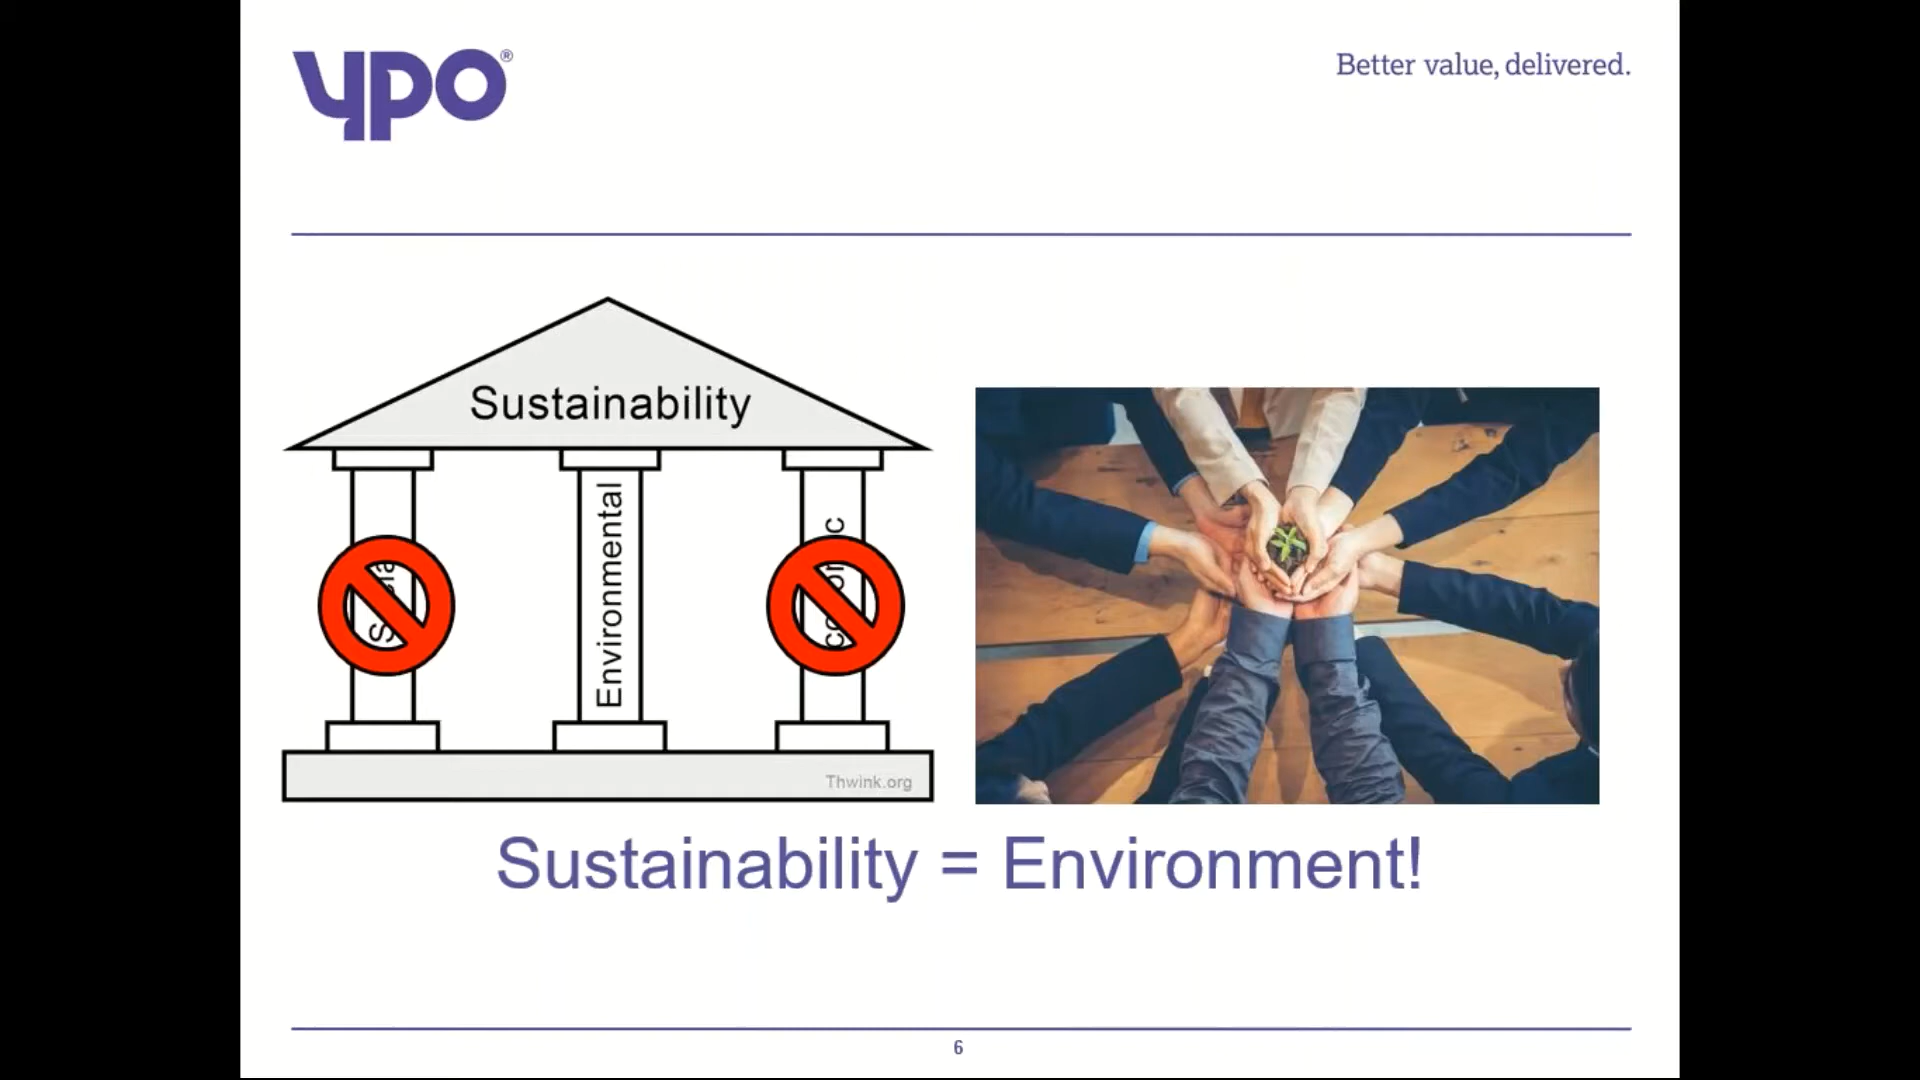 ypo®
Better value, delivered.
Sustainability
Environmental
Thwink.org
Sustainability = Environment!
6